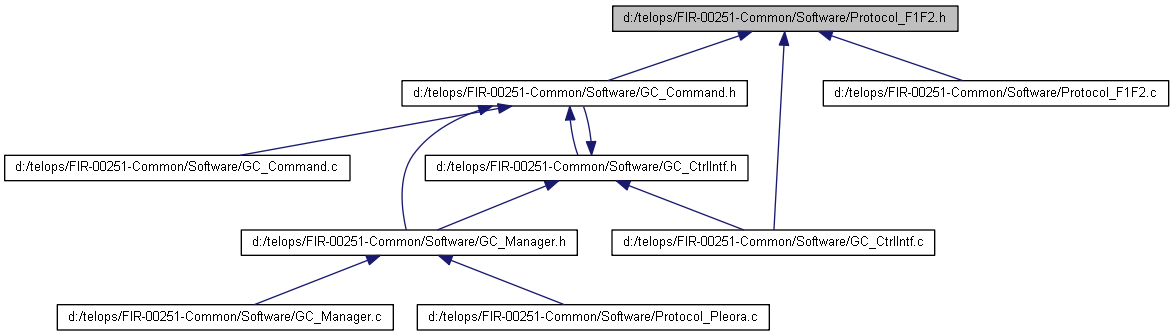 d:/telops/FIR-00251-Common/Software/Protocol_F1F2.h
d:/telops/FIR-00251-Common/Software/GC_Command.h
d:/telops/FIR-00251-Common/Software/Protocol_F1F2.c
d:/telops/FIR-00251-Common/Software/GC_Command.c
d:/telops/FIR-00251-Common/Software/GC_CtrlIntf.h
d:/telops/FIR-00251-Common/Software/GC_Manager.h
d:/telops/FIR-00251-Common/Software/GC_CtrlIntf.c
d:/telops/FIR-00251-Common/Software/GC_Manager.c
d:/telops/FIR-00251-Common/Software/Protocol_Pleora.c